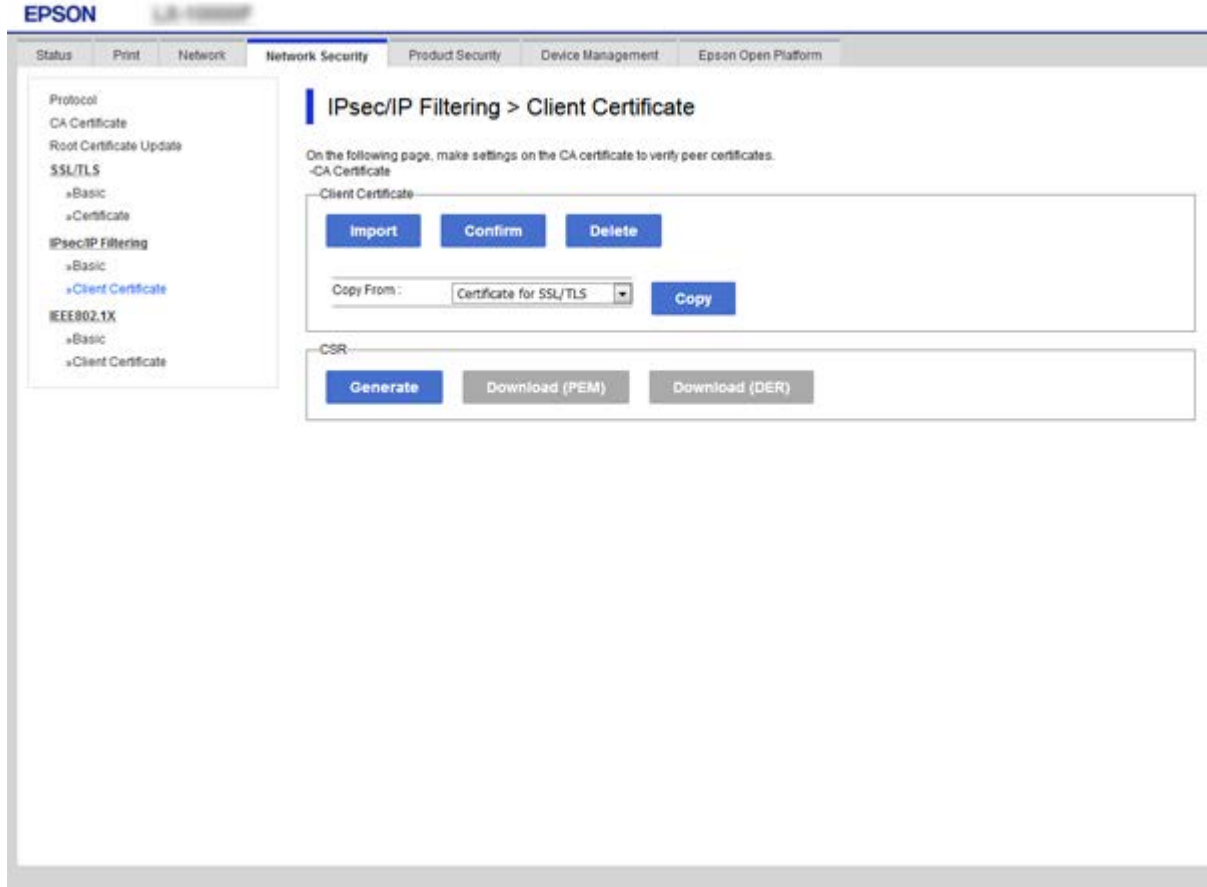 EPSON
Status Print Network Network Security Product Security Device Management Epson Open Platform
Protocol
CA Certificate
Root Certificate Update
SSL/TLS
»Basic
»Certificate
IPsec/IP Filtering
»Basic
»Client Certificate
IEEE802.1X
»Basic
»Client Certificate
IPsec/IP Filtering > Client Certificate
On the following page, make settings on the CA certificate to verify peer certificates.
-CA Certificate
Client Certificate
Import Confirm Delete
Copy From : Certificate for SSL/TLS Copy
CSR
Generate Download (PEM) Download (DER)